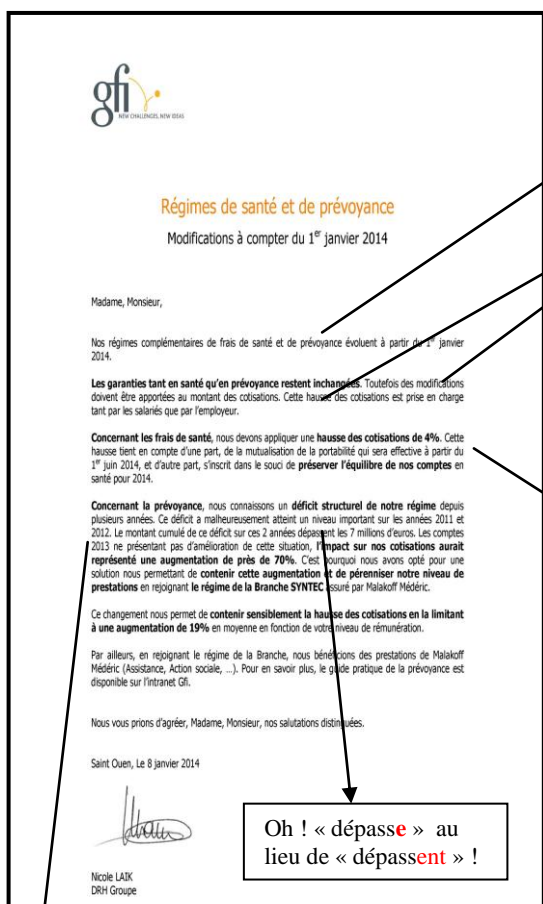 gfi
NEW CHALLENGES, NEW IDEAS
Régimes de santé et de prévoyance
Modifications à compter du 1er janvier 2014
Madame, Monsieur,
Nos régimes complémentaires de frais de santé et de prévoyance évoluent à partir du 1er janvier
2014.
Les garanties tant en santé qu'en prévoyance restent inchangées. Toutefois des modifications
doivent être apportées au montant des cotisations. Cette hausse des cotisations est prise en charge
tant par les salariés que par l'employeur.
Concernant les frais de santé, nous devons appliquer une hausse des cotisations de 4%. Cette
hausse tient en compte d'une part, de la mutualisation de la portabilité qui sera effective à partir du
1er juin 2014, et d'autre part, s'inscrit dans le souci de préserver l'équilibre de nos comptes en
santé pour 2014.
Concernant la prévoyance, nous connaissons un déficit structurel de notre régime depuis
plusieurs années. Ce déficit a malheureusement atteint un niveau important sur les années 2011 et
2012. Le montant cumulé de ce déficit sur ces 2 années dépassent les 7 millions d'euros. Les comptes
2013 ne présentant pas d'amélioration de cette situation, l'impact sur nos cotisations aurait
représenté une augmentation de près de 70%. C'est pourquoi nous avons opté pour une
solution nous permettant de contenir cette augmentation et de pérenniser notre niveau de
prestations en rejoignant le régime de la Branche SYNTEC assuré par Malakoff Médéric.
Ce changement nous permet de contenir sensiblement la hausse des cotisations en la limitant
à une augmentation de 19% en moyenne en fonction de votre niveau de rémunération.
Par ailleurs, en rejoignant le régime de la Branche, nous bénéficions des prestations de Malakoff
Médéric (Assistance, Action sociale, ...). Pour en savoir plus, le guide pratique de la prévoyance est
disponible sur l'intranet Gfi.
Nous vous prions d'agréer, Madame, Monsieur, nos salutations distinguées.
Saint Ouen, Le 8 janvier 2014
Oh ! « dépasse » au
lieu de « dépassent » !
Nicole LAIK
DRH Groupe